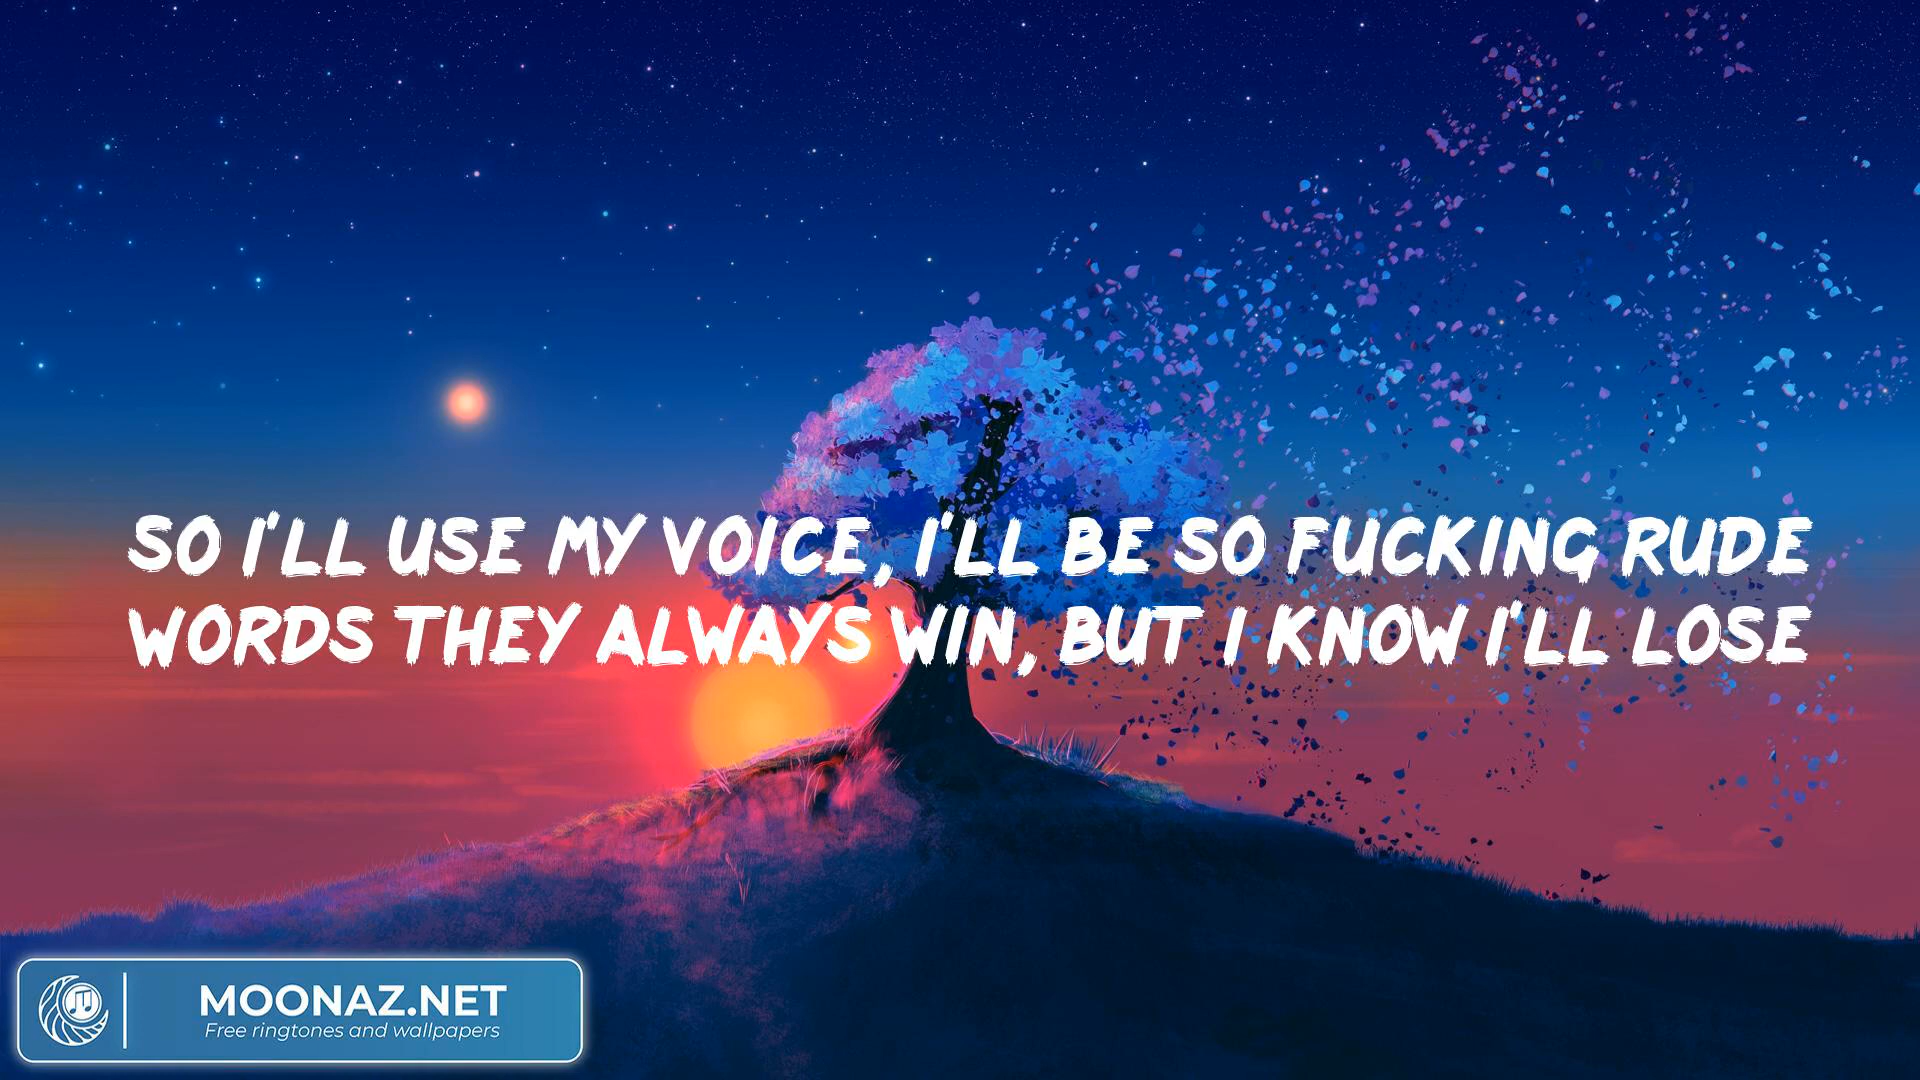 SO I'LL USE MY VOICE, I'LL BE SO FUCKING RUDE
WORDS THEY ALWAYS WIN, BUT I KNOW I'LL LOSE
MOONAZ.NET
Free ringtones and wallpapers